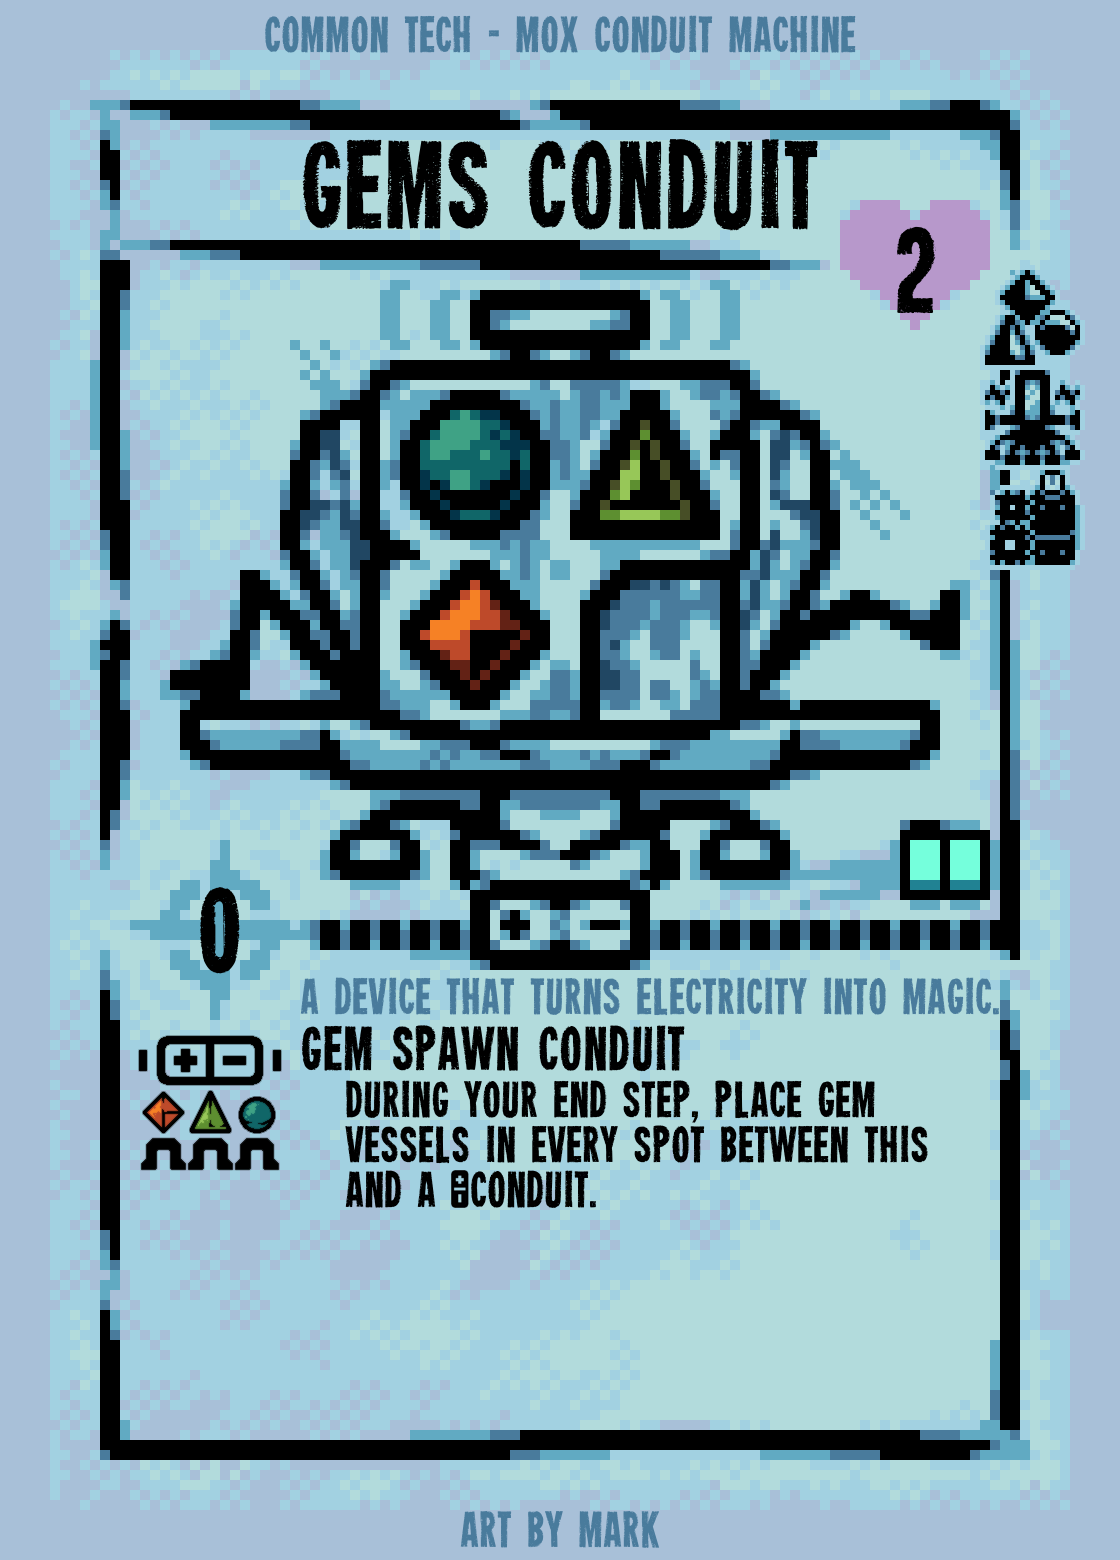 COMMON TECH - MOX CONDUIT MACHINE
GEMS CONDUIT
2
0
A DEVICE THAT TURNS ELECTRICITY INTO MAGIC.
GEM SPAWN CONDUIT
DURING YOUR END STEP, PLACE GEM
VESSELS IN EVERY SPOT BETWEEN THIS
AND A CONDUIT.
ART BY MARK